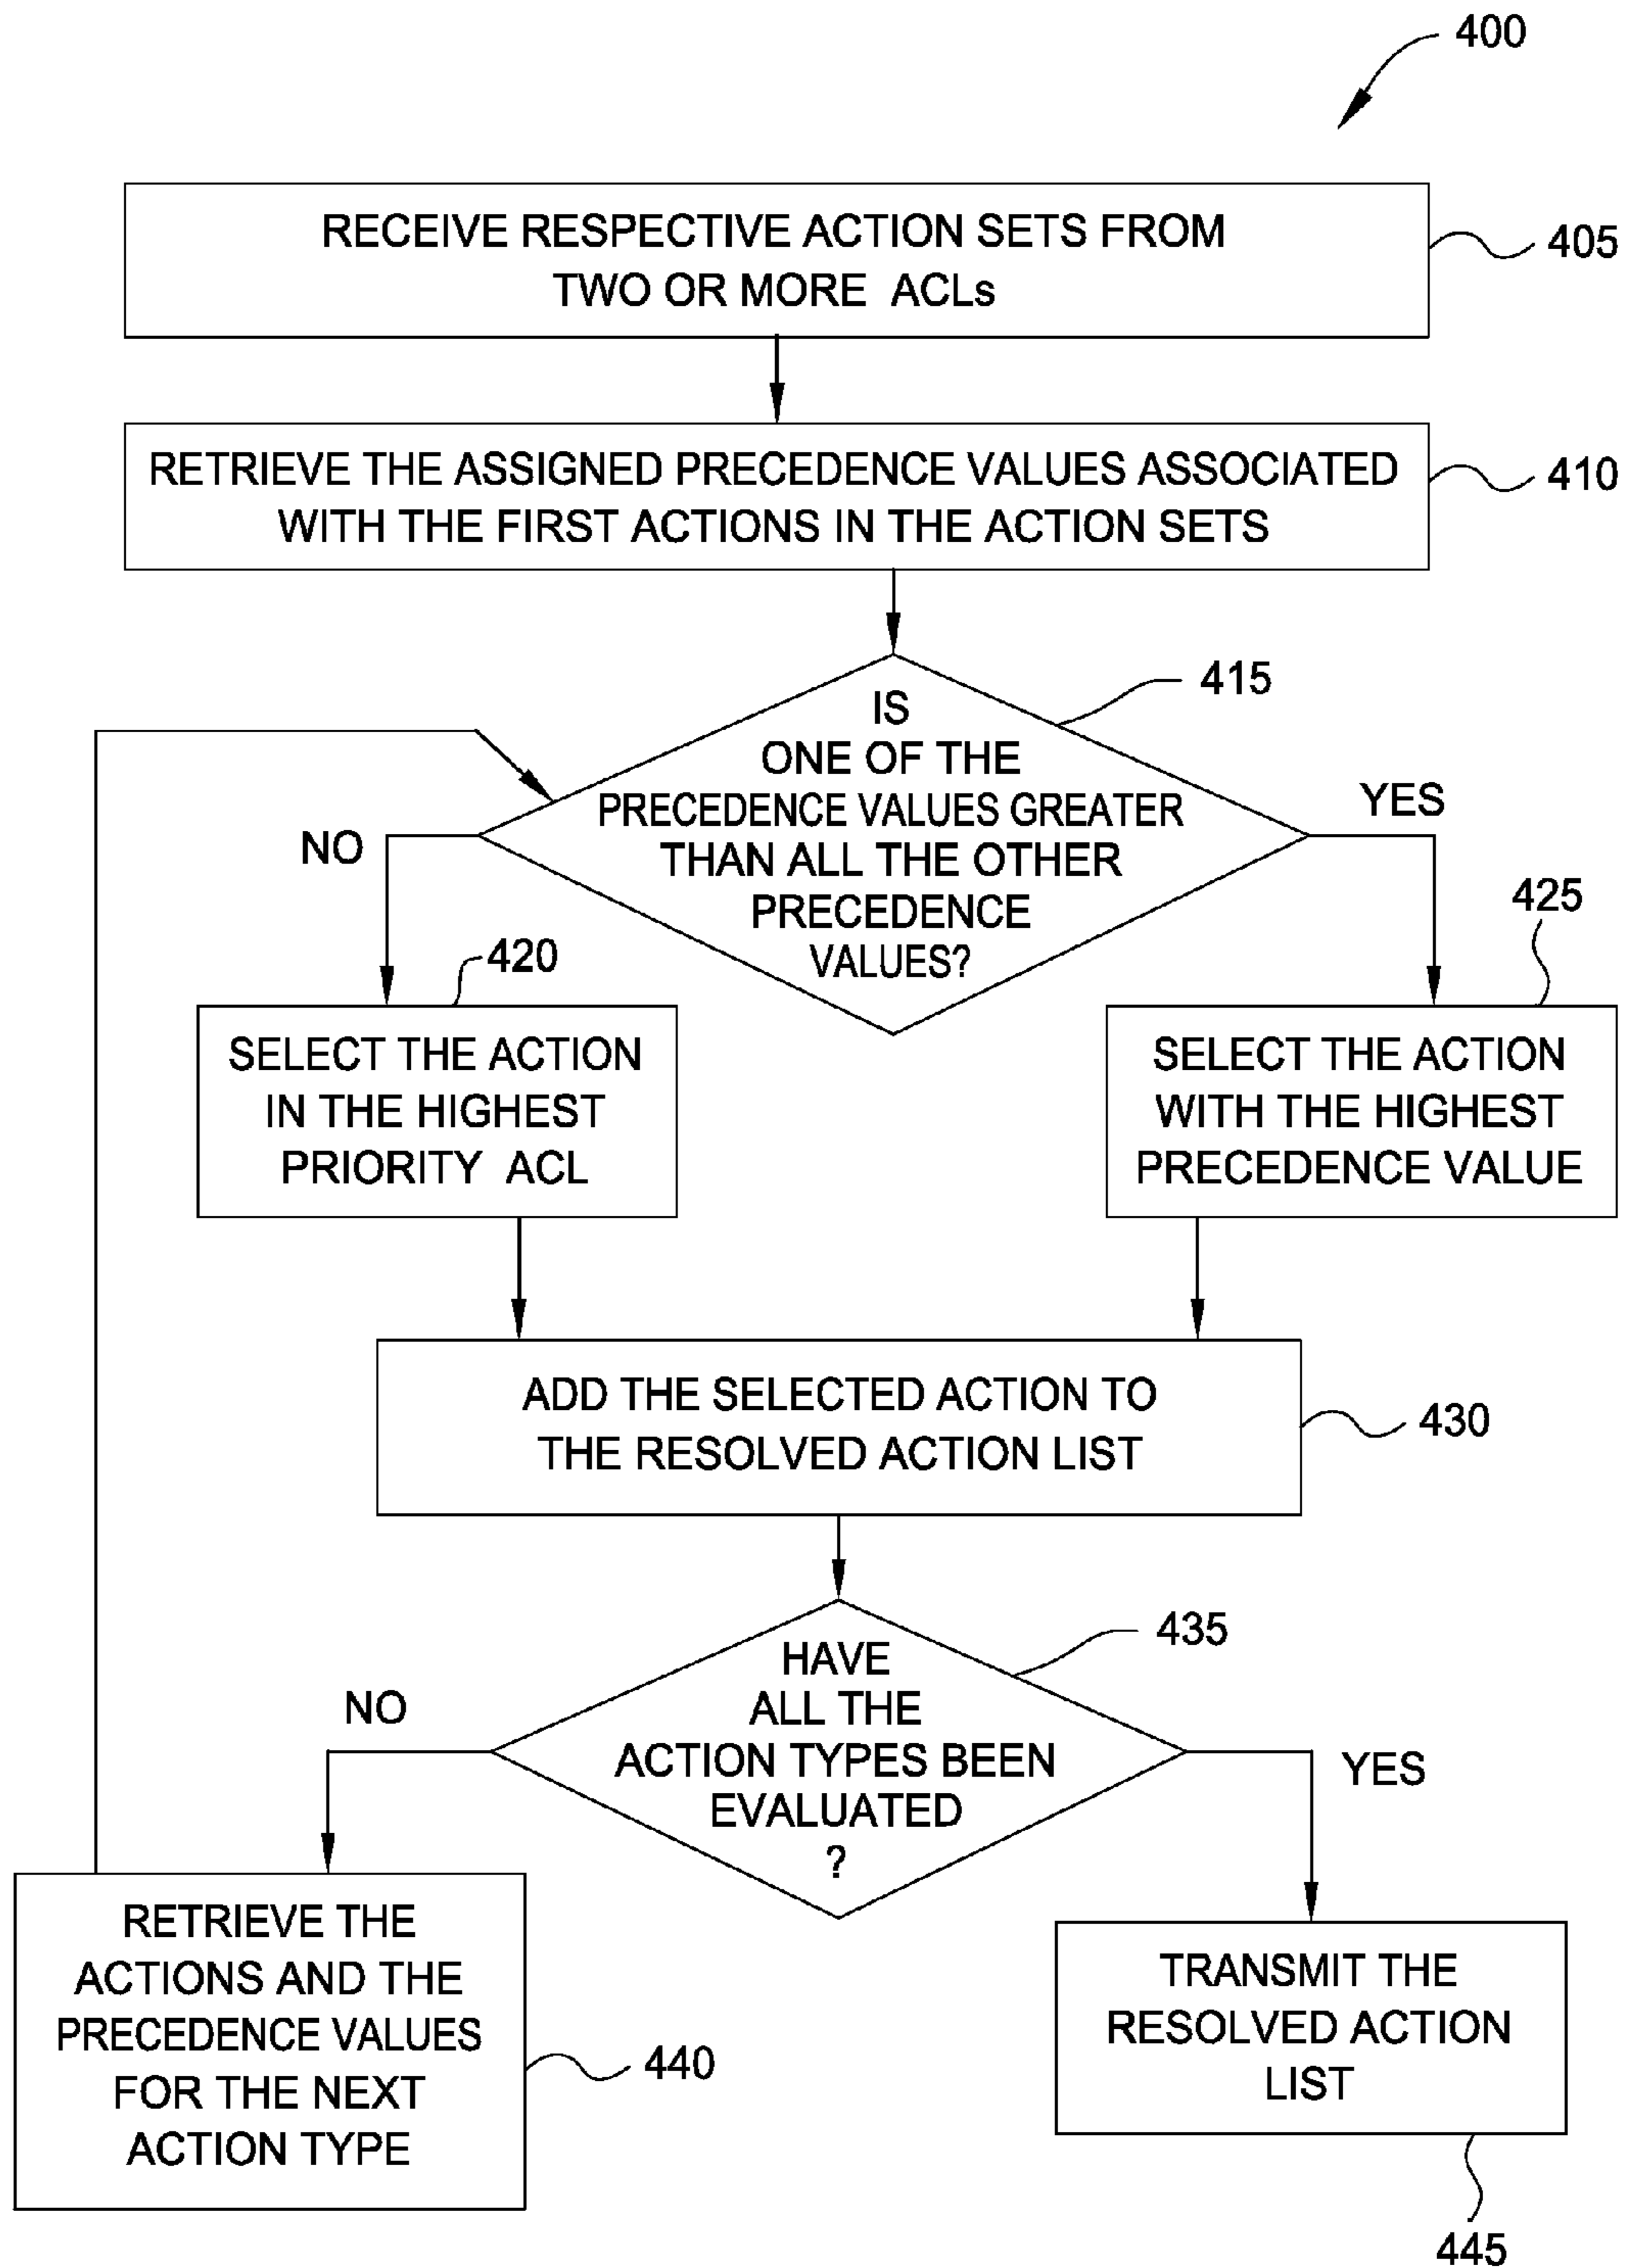 400
RECEIVE RESPECTIVE ACTION SETS FROM
TWO OR MORE ACLs
405
RETRIEVE THE ASSIGNED PRECEDENCE VALUES ASSOCIATED
WITH THE FIRST ACTIONS IN THE ACTION SETS
410
415
IS
ONE OF THE
PRECEDENCE VALUES GREATER
THAN ALL THE OTHER
PRECEDENCE
VALUES?
NO
YES
420
425
SELECT THE ACTION
IN THE HIGHEST
PRIORITY ACL
SELECT THE ACTION
WITH THE HIGHEST
PRECEDENCE VALUE
ADD THE SELECTED ACTION TO
THE RESOLVED ACTION LIST
430
435
HAVE
ALL THE
ACTION TYPES BEEN
EVALUATED
?
NO
YES
RETRIEVE THE
ACTIONS AND THE
PRECEDENCE VALUES
FOR THE NEXT
ACTION TYPE
440
TRANSMIT THE
RESOLVED ACTION
LIST
445